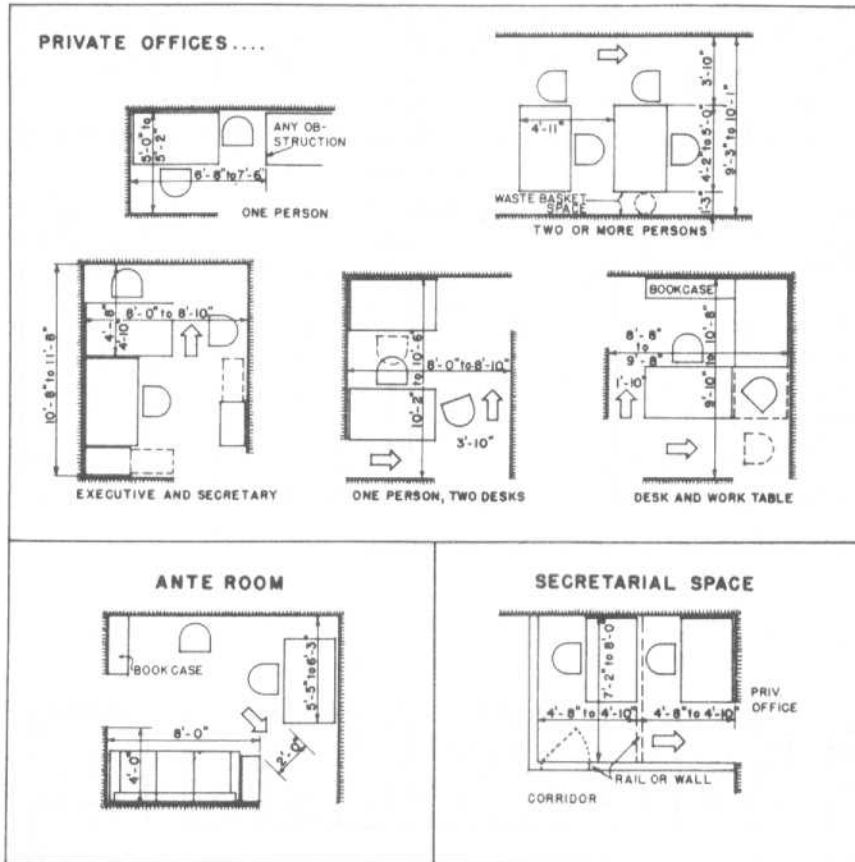 PRIVATE OFFICES....
5'-0" to
5'-2"
ANY OB-
STRUCTION
6'-8" to 7'-6"
ONE PERSON
3'-10"
4'-11"
4'-2" to 5'-0"
9'-3" to 10'-1"
WASTE BASKET
SPACE
1'-3"
TWO OR MORE PERSONS
10'-8" to 11'-8"
4'-8"
4'-10"
8'-0" to 8'-10"
EXECUTIVE AND SECRETARY
10'-2" to 10'-6"
8'-0" to 8'-10"
3'-10"
ONE PERSON, TWO DESKS
BOOKCASE
8'-8"
to
9'-8"
9'-10" to 10'-8"
1'-10"
DESK AND WORK TABLE
ANTE ROOM
BOOKCASE
5'-5" to 6'-3"
8'-0"
4'-0"
2'-0"
SECRETARIAL SPACE
7'-2" to 8'-0"
PRIV.
OFFICE
4'-8" to 4'-10"
4'-8" to 4'-10"
RAIL OR WALL
CORRIDOR